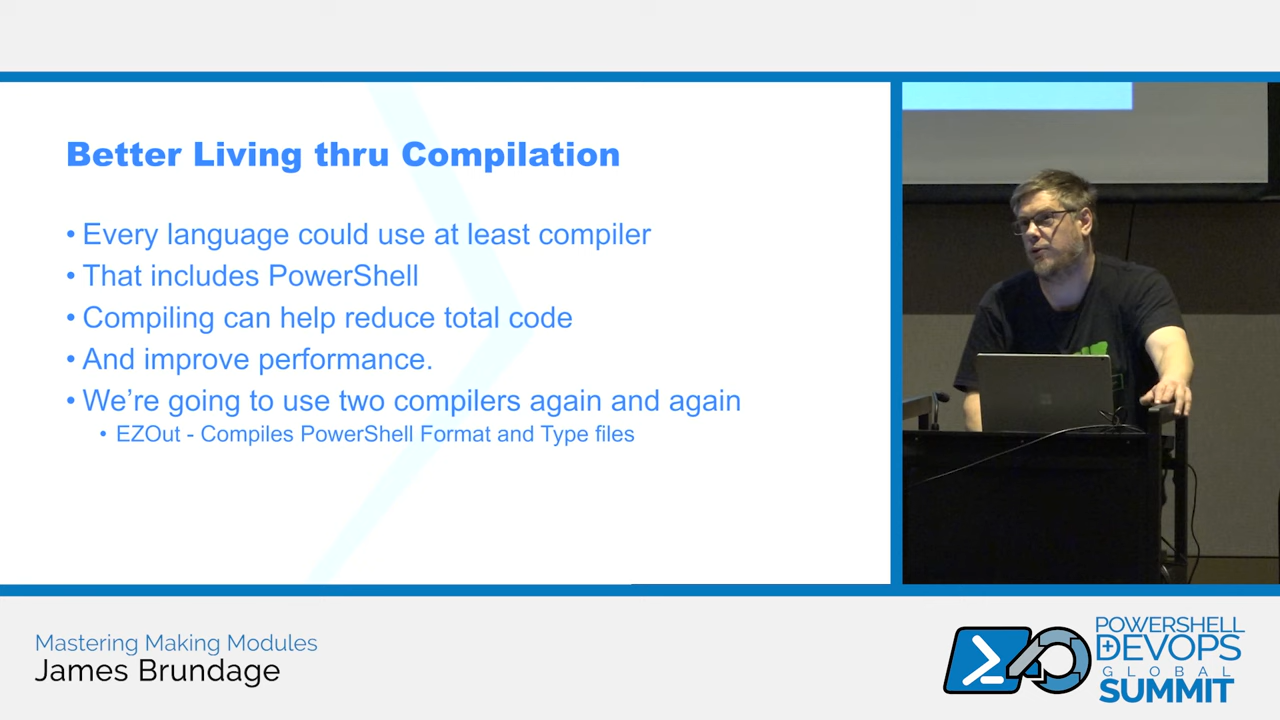 Better Living thru Compilation
• Every language could use at least compiler
• That includes PowerShell
• Compiling can help reduce total code
• And improve performance.
• We’re going to use two compilers again and again
• EZOut - Compiles PowerShell Format and Type files
Mastering Making Modules
James Brundage
POWERSHELL
DEVOPS
GLOBAL
SUMMIT